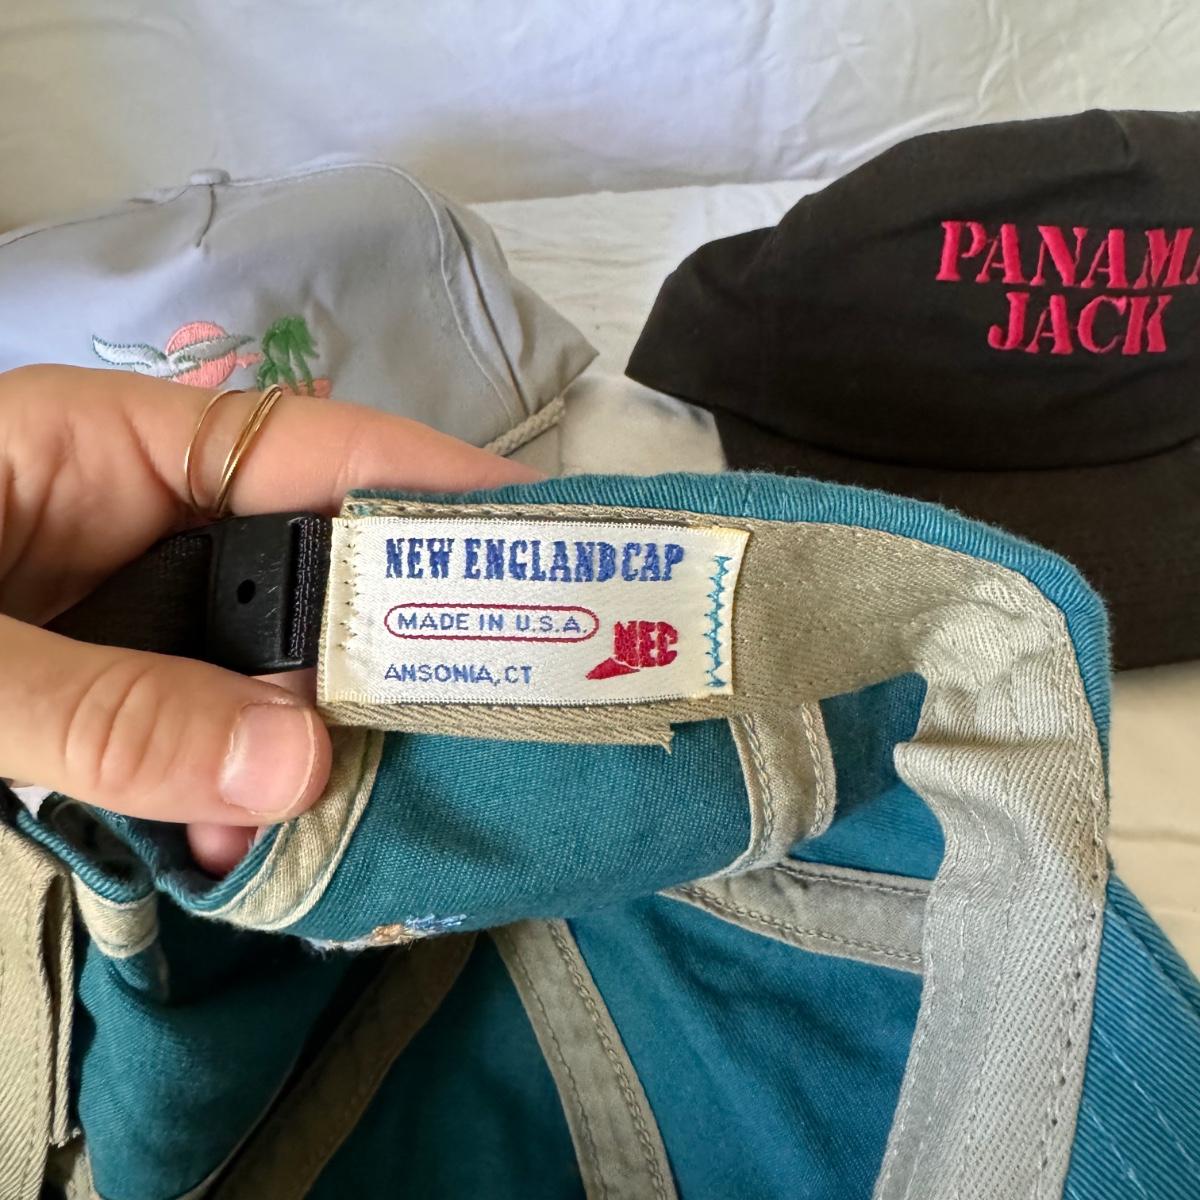 PANAMA
JACK
NEW ENGLAND CAP
MADE IN U.S.A.
NEC
ANSONIA, CT